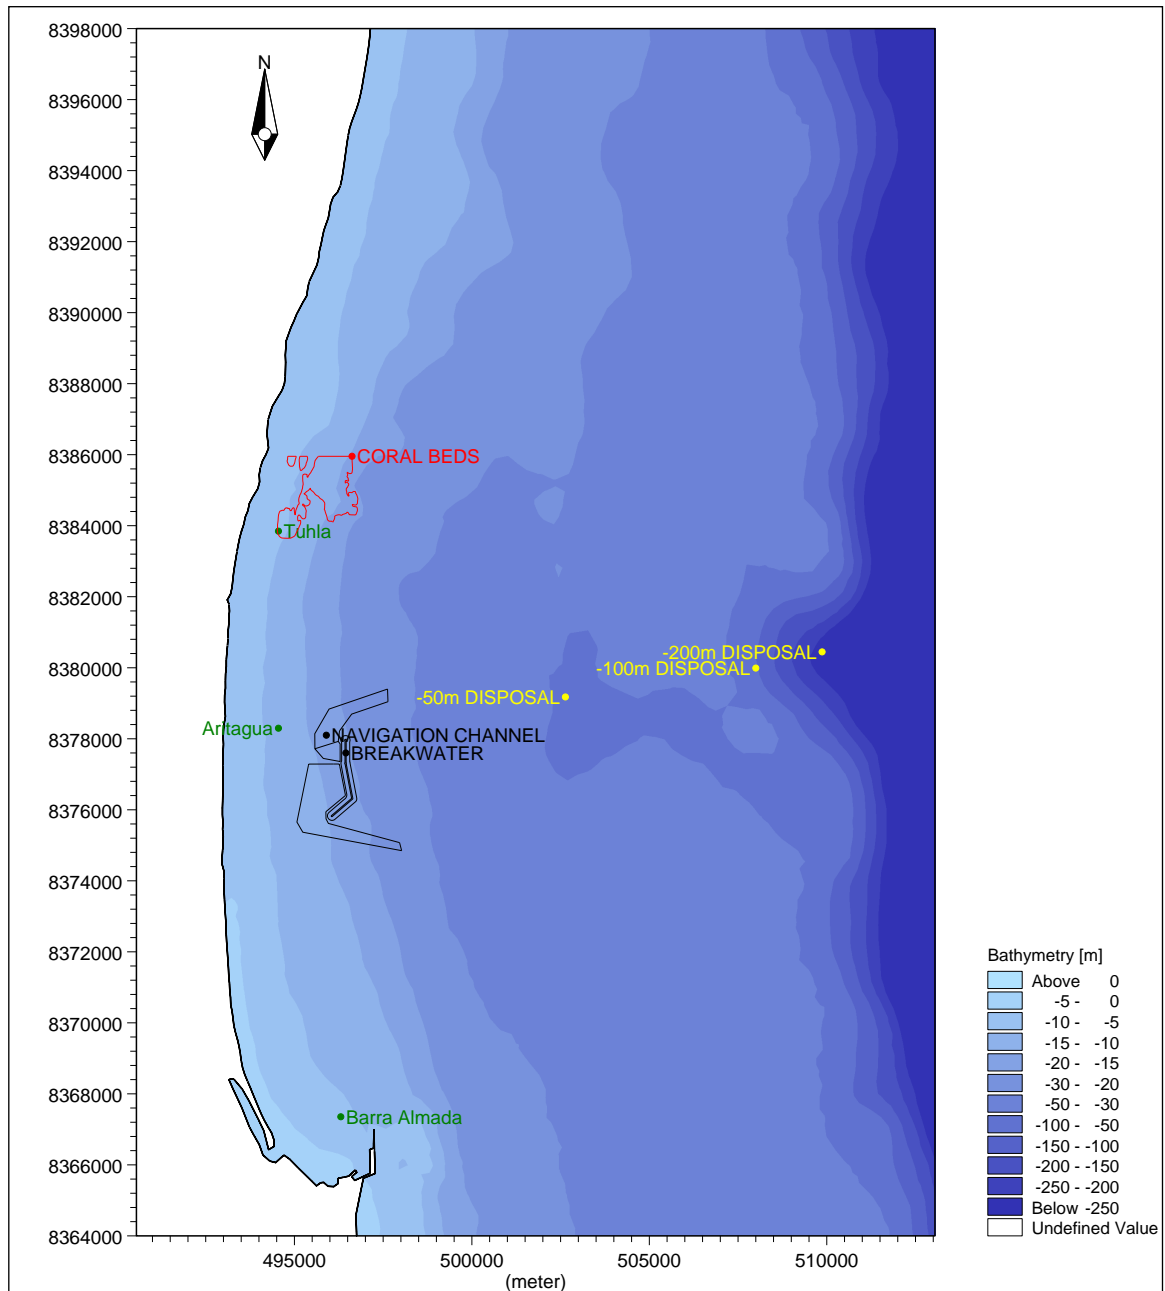 8398000
N
8396000
8394000
8392000
8390000
8388000
8386000
CORAL BEDS
8384000
Tuhla
8382000
8380000
-200m DISPOSAL
-100m DISPOSAL
-50m DISPOSAL
8378000
Aritagua
NAVIGATION CHANNEL
BREAKWATER
8376000
8374000
8372000
8370000
8368000
Barra Almada
8366000
8364000
495000 500000 505000 510000
(meter)
Bathymetry [m]
Above 0
-5 - 0
-10 - -5
-15 - -10
-20 - -15
-30 - -20
-50 - -30
-100 - -50
-150 - -100
-200 - -150
-250 - -200
Below -250
Undefined Value